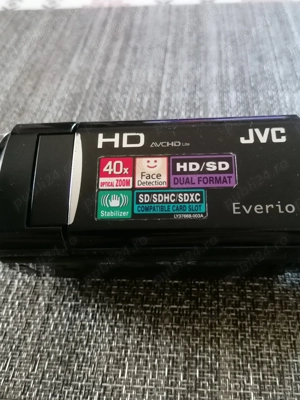 HD AVCHD Lite
JVC
40x
OPTICAL ZOOM
Face
Detection
HD/SD
DUAL FORMAT
Stabilizer
SD/SDHC/SDXC
COMPATIBLE CARD SLOT
Everio